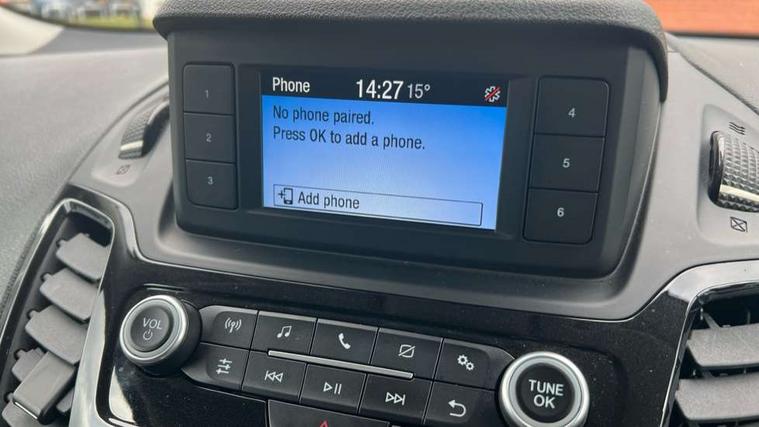 Phone 14:27 15°
No phone paired.
Press OK to add a phone.
Add phone
1
2
3
4
5
6
VOL
TUNE
OK